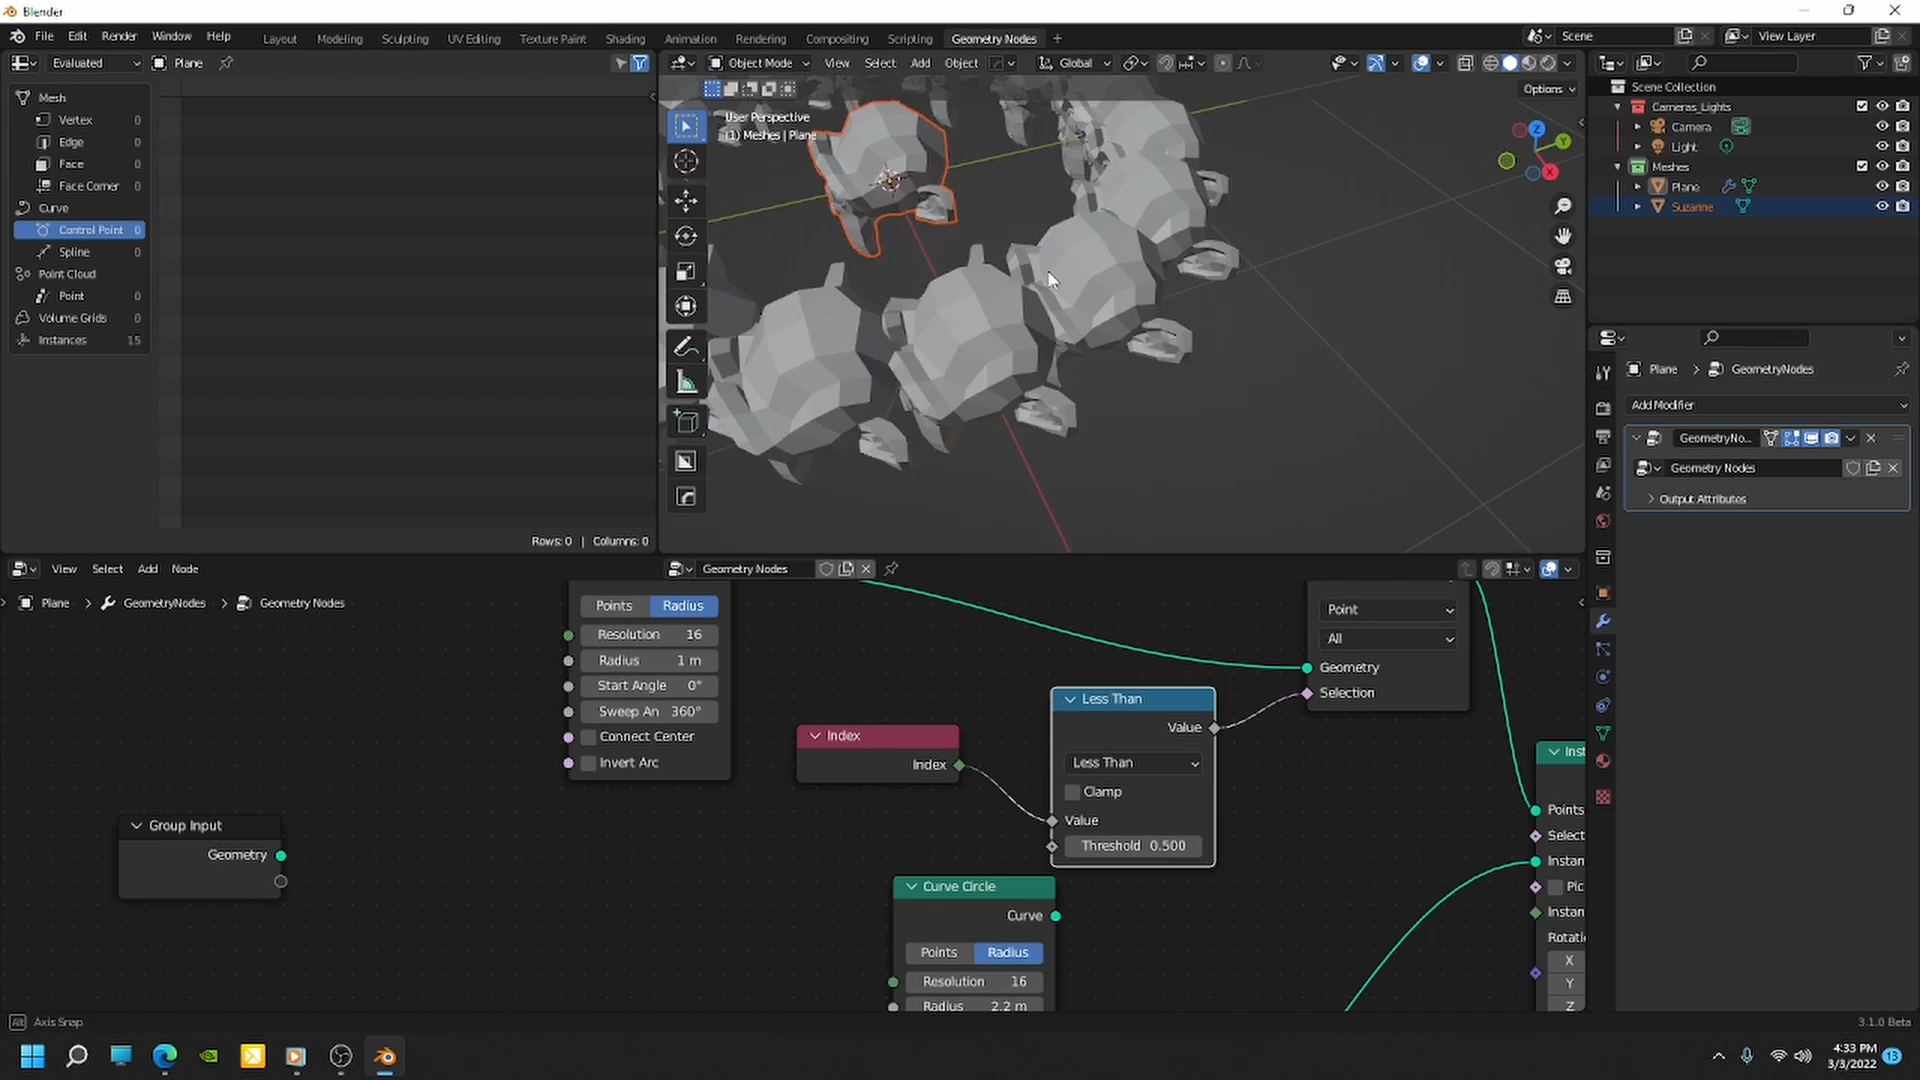 Blender
File Edit Render Window Help Layout Modeling Sculpting UV Editing Texture Paint Shading Animation Rendering Compositing Scripting Geometry Nodes + Scene View Layer
Evaluated Plane
Object Mode View Select Add Object Global
Options
Mesh
Vertex 0
Edge 0
Face 0
Face Corner 0
Curve
Control Point 0
Spline 0
Point Cloud
Point 0
Volume Grids 0
Instances 15
Rows: 0 | Columns: 0
User Perspective
(1) Meshes | Plane
Z
Y
X
Scene Collection
Cameras_Lights
Camera
Light
Meshes
Plane
Suzanne
Plane > GeometryNodes
Add Modifier
GeometryNo...
Geometry Nodes
Output Attributes
View Select Add Node Geometry Nodes
Plane > GeometryNodes > Geometry Nodes
Points Radius
Resolution 16
Radius 1 m
Start Angle 0°
Sweep An 360°
Connect Center
Invert Arc
Group Input
Geometry
Index
Index
Less Than
Value
Less Than
Clamp
Value
Threshold 0.500
Curve Circle
Curve
Points Radius
Resolution 16
Radius 2.2 m
Point
All
Geometry
Selection
Inst
Points
Select
Instan
Pic
Instan
Rotati
X
Y
Z
Alt Axis Snap
3.1.0 Beta
4:33 PM
3/3/2022
13